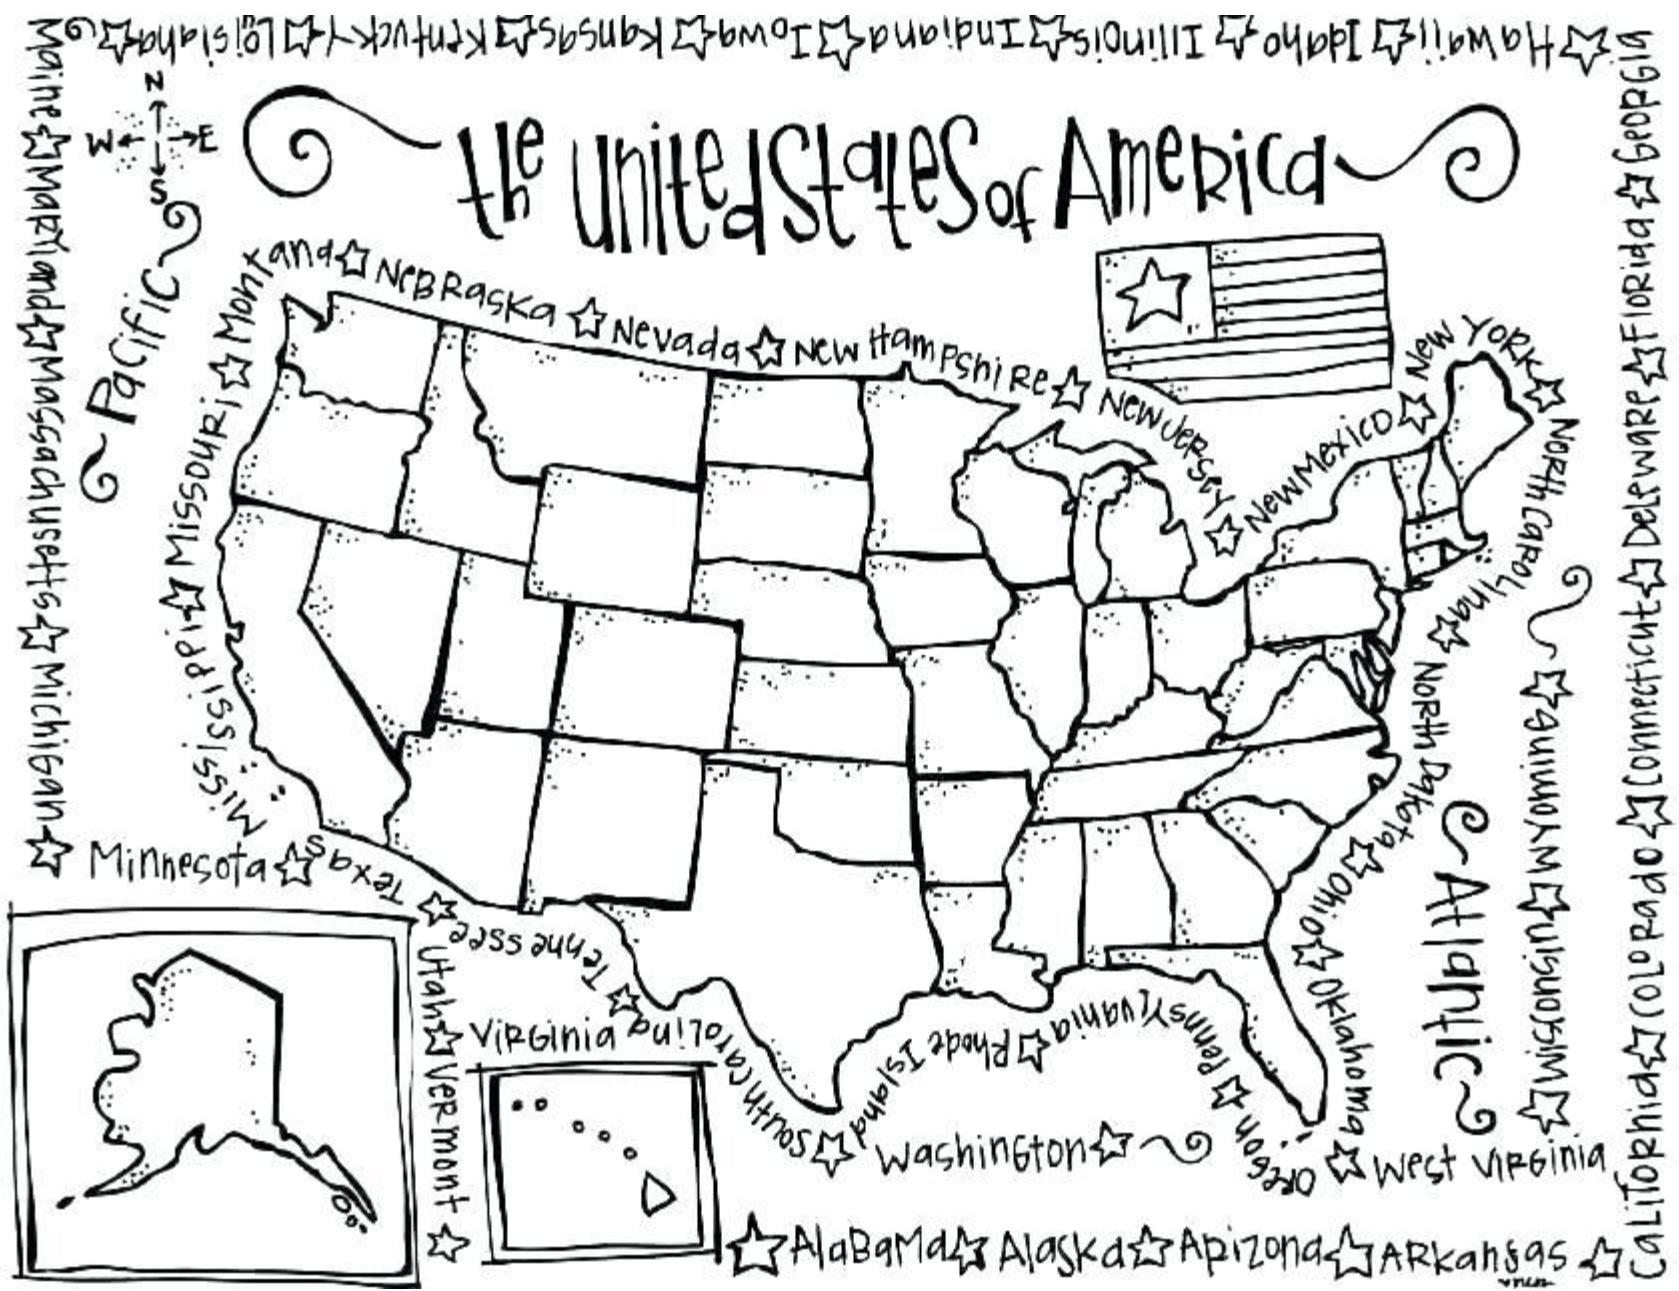 the United States of America
N
W E
S
Pacific
Atlantic
Alabama Alaska Arizona Arkansas
California Colorado Connecticut Deleware Florida Georgia
Hawaii Idaho Illinois Indiana Iowa Kansas Kentucky Louisiana
Maine Maryland Massachusetts Michigan
Minnesota
Mississippi Missouri Montana Nebraska Nevada New Hampshire New Jersey New Mexico New York North Carolina North Dakota Ohio Oklahoma
Oregon Pennsylvania Rhode Island South Carolina Tennessee Texas
Utah Vermont
Virginia
Washington
West Virginia
Wisconsin Wyoming